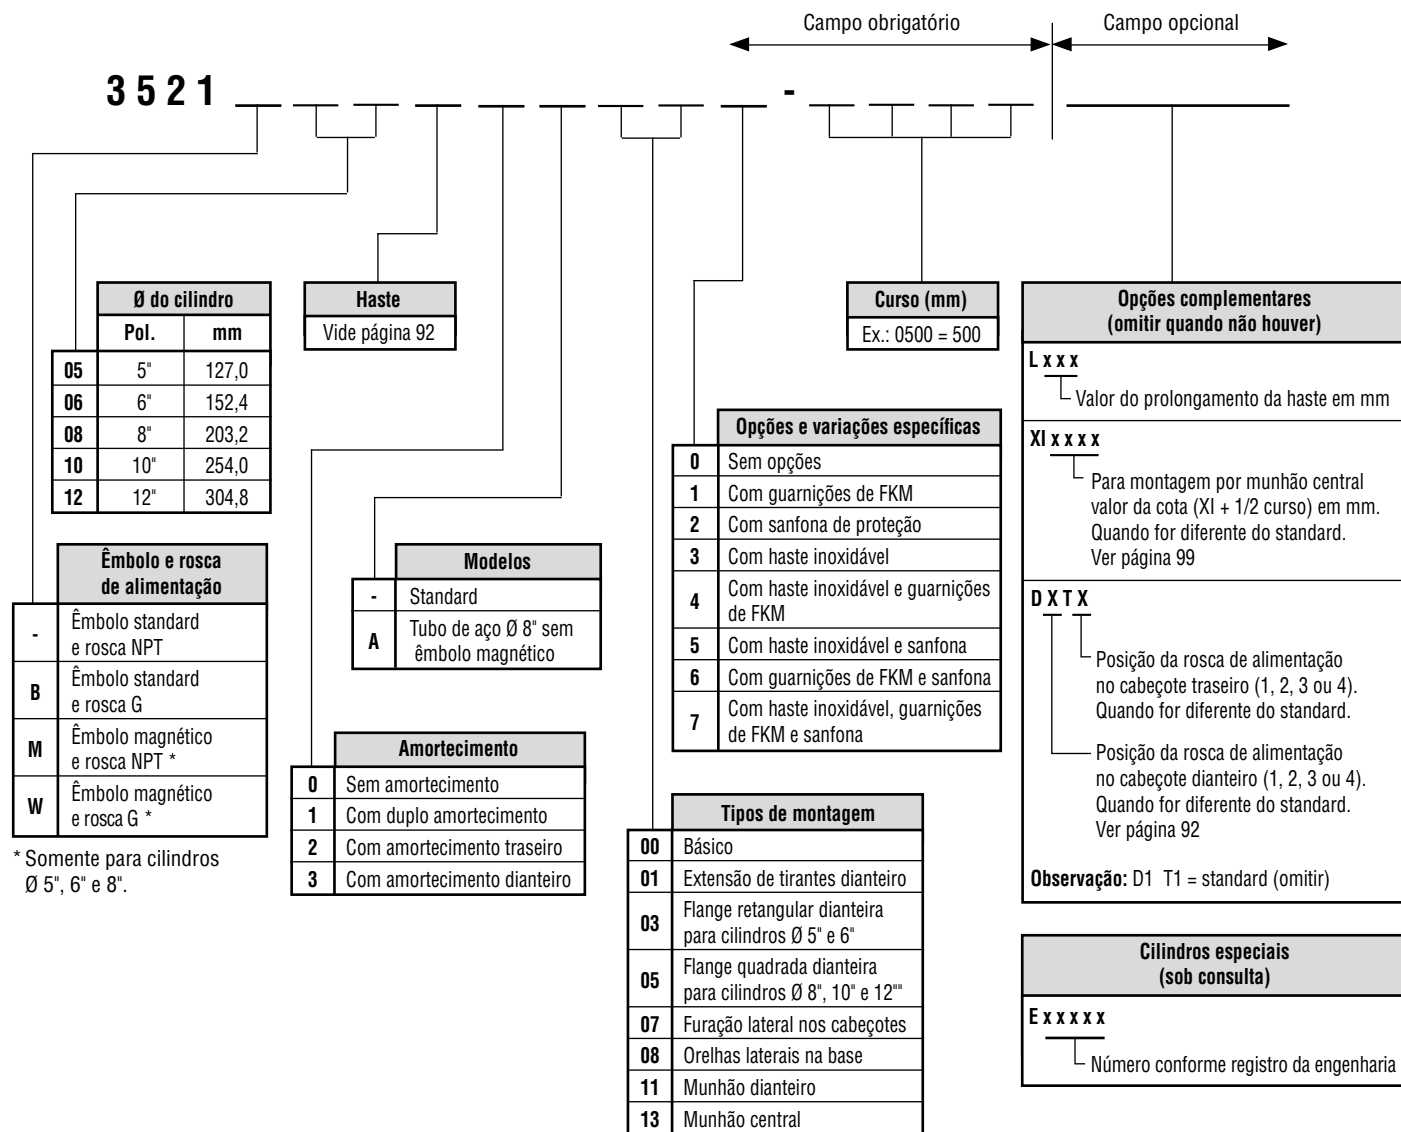 Campo obrigatório
Campo opcional
3 5 2 1
-
Ø do cilindro
Pol. mm
05 5" 127,0
06 6" 152,4
08 8" 203,2
10 10" 254,0
12 12" 304,8
Haste
Vide página 92
Curso (mm)
Ex.: 0500 = 500
Êmbolo e rosca
de alimentação
- Êmbolo standard
e rosca NPT
B Êmbolo standard
e rosca G
M Êmbolo magnético
e rosca NPT *
W Êmbolo magnético
e rosca G *
* Somente para cilindros
Ø 5", 6" e 8".
Modelos
- Standard
A Tubo de aço Ø 8" sem
êmbolo magnético
Amortecimento
0 Sem amortecimento
1 Com duplo amortecimento
2 Com amortecimento traseiro
3 Com amortecimento dianteiro
Opções e variações específicas
0 Sem opções
1 Com guarnições de FKM
2 Com sanfona de proteção
3 Com haste inoxidável
4 Com haste inoxidável e guarnições
de FKM
5 Com haste inoxidável e sanfona
6 Com guarnições de FKM e sanfona
7 Com haste inoxidável, guarnições
de FKM e sanfona
Tipos de montagem
00 Básico
01 Extensão de tirantes dianteiro
03 Flange retangular dianteira
para cilindros Ø 5" e 6"
05 Flange quadrada dianteira
para cilindros Ø 8", 10" e 12""
07 Furação lateral nos cabeçotes
08 Orelhas laterais na base
11 Munhão dianteiro
13 Munhão central
Opções complementares
(omitir quando não houver)
L x x x
Valor do prolongamento da haste em mm
XI x x x x
Para montagem por munhão central
valor da cota (XI + 1/2 curso) em mm.
Quando for diferente do standard.
Ver página 99
D X T X
Posição da rosca de alimentação
no cabeçote traseiro (1, 2, 3 ou 4).
Quando for diferente do standard.
Posição da rosca de alimentação
no cabeçote dianteiro (1, 2, 3 ou 4).
Quando for diferente do standard.
Ver página 92
Observação: D1 T1 = standard (omitir)
Cilindros especiais
(sob consulta)
E x x x x x
Número conforme registro da engenharia